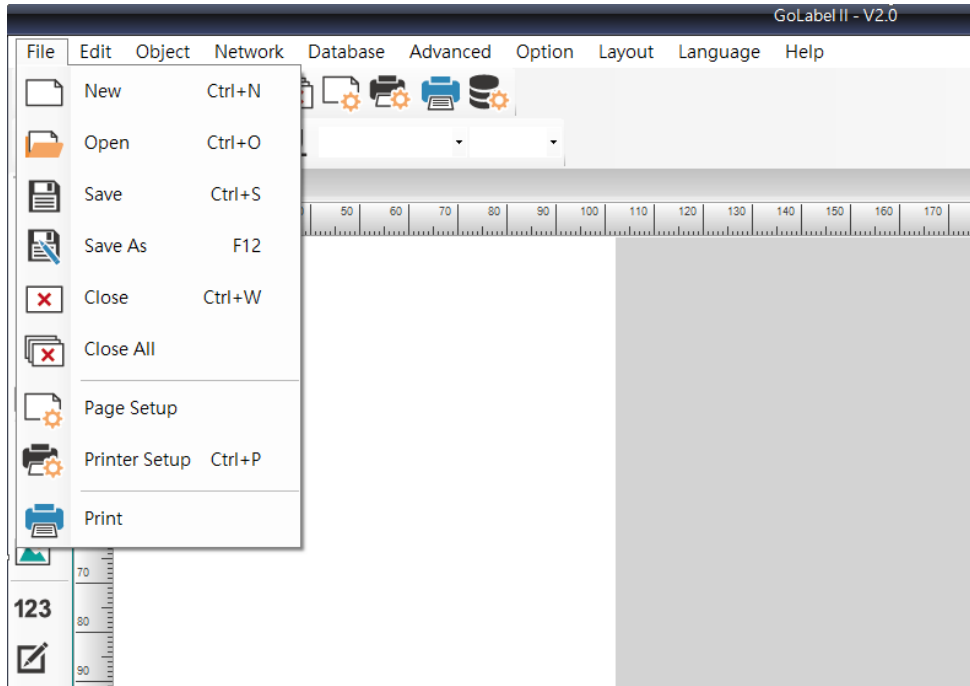 GoLabel II - V2.0
File Edit Object Network Database Advanced Option Layout Language Help
New Ctrl+N
Open Ctrl+O
Save Ctrl+S
Save As F12
Close Ctrl+W
Close All
Page Setup
Printer Setup Ctrl+P
Print
50 60 70 80 90 100 110 120 130 140 150 160 170
70
123
80
90